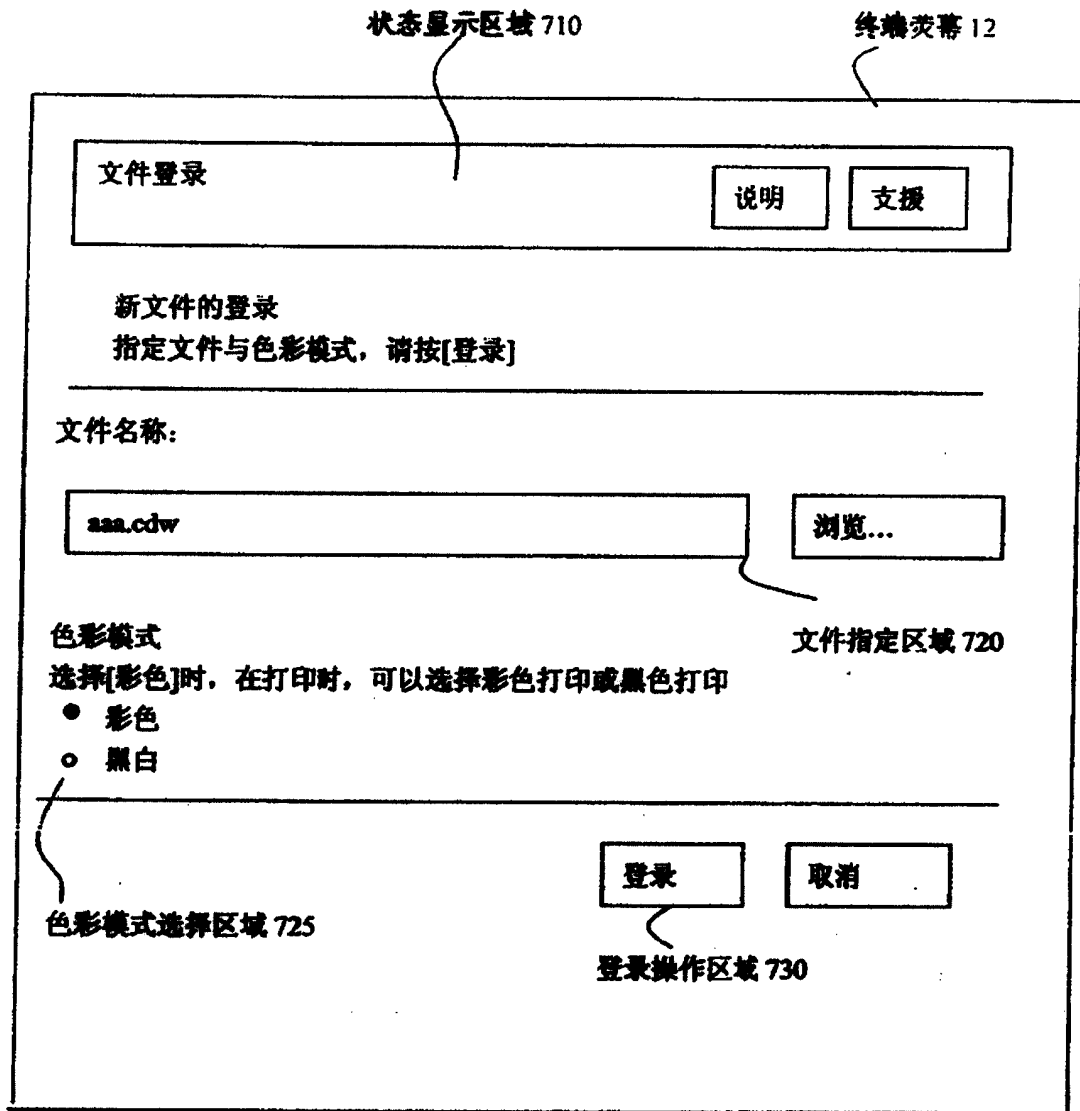 状态显示区域 710
终端荧幕 12
文件登录
说明
支援
新文件的登录
指定文件与色彩模式，请按[登录]
文件名称：
aaa.cdw
浏览...
文件指定区域 720
色彩模式
选择[彩色]时，在打印时，可以选择彩色打印或黑色打印
彩色
黑白
登录
取消
色彩模式选择区域 725
登录操作区域 730